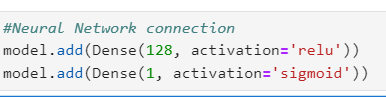 #Neural Network connection
model.add(Dense(128, activation='relu'))
model.add(Dense(1, activation='sigmoid'))